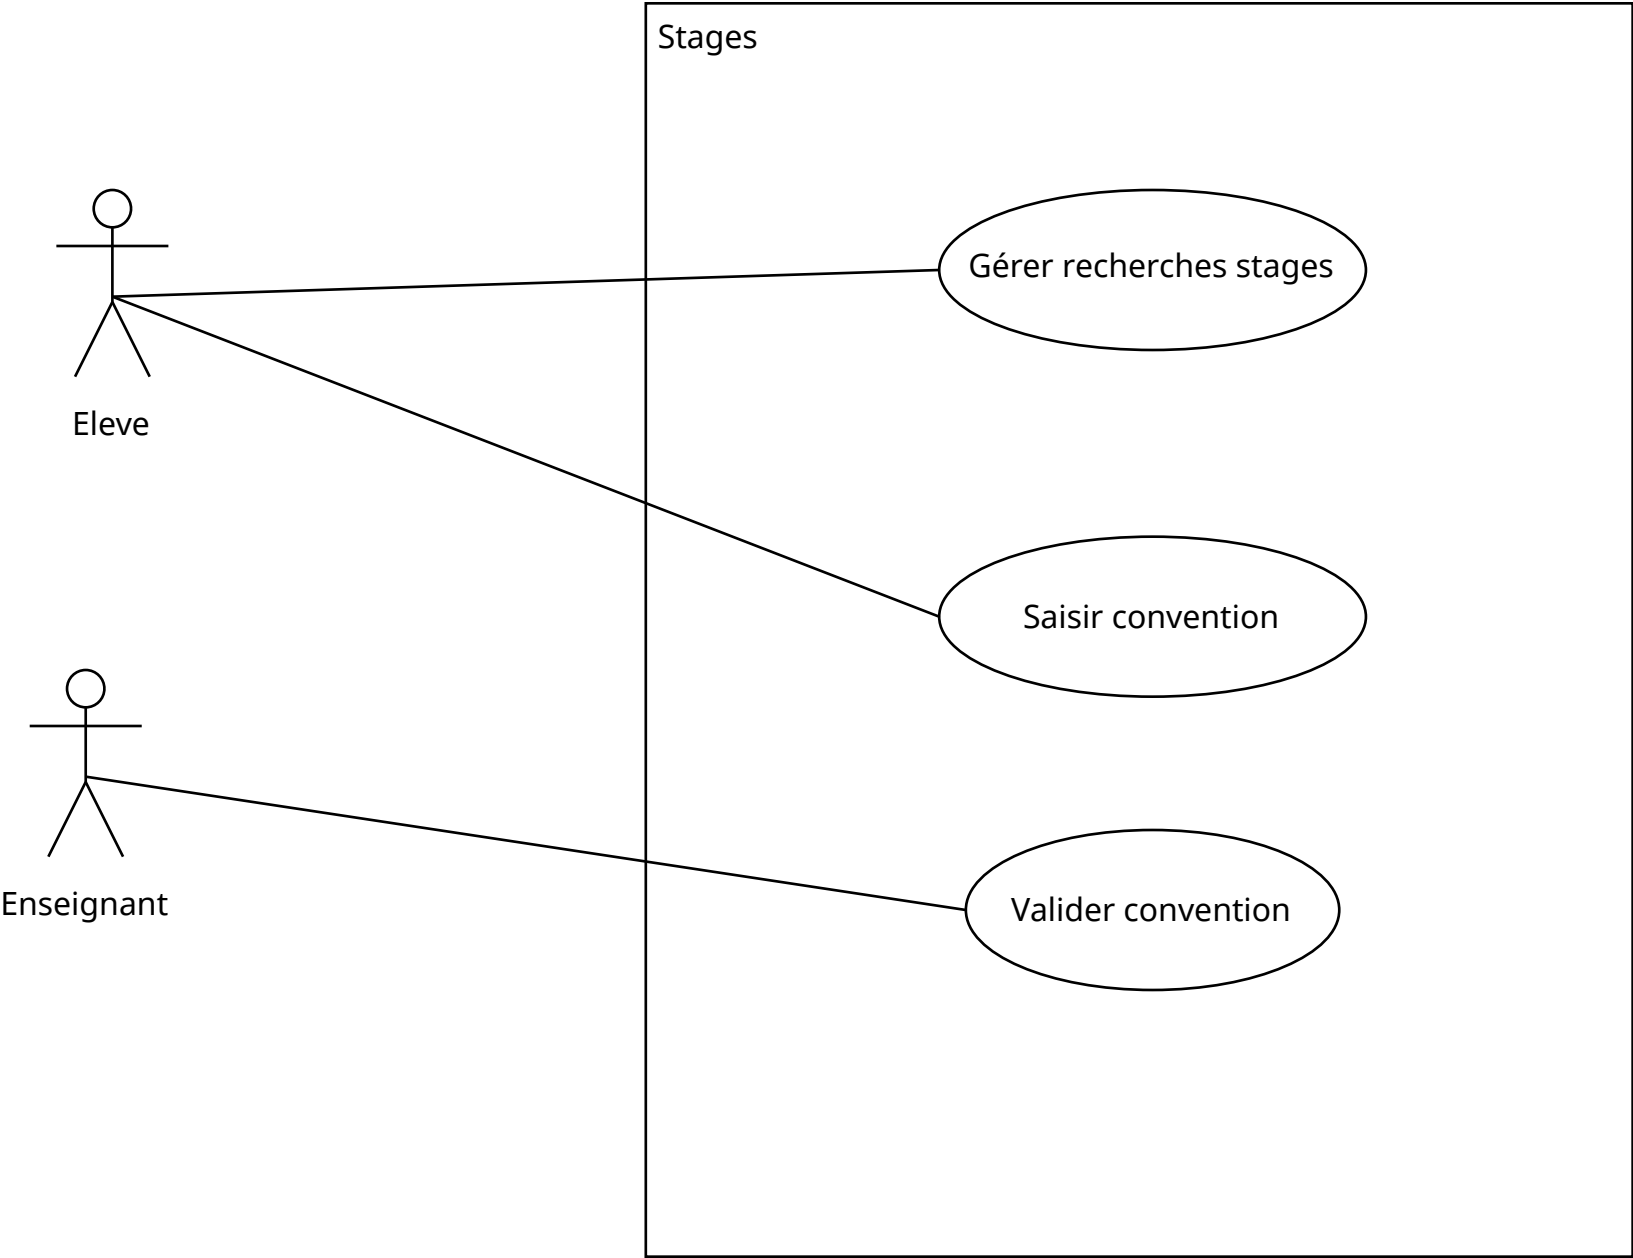 Stages
Gérer recherches stages
Eleve
Saisir convention
Enseignant
Valider convention